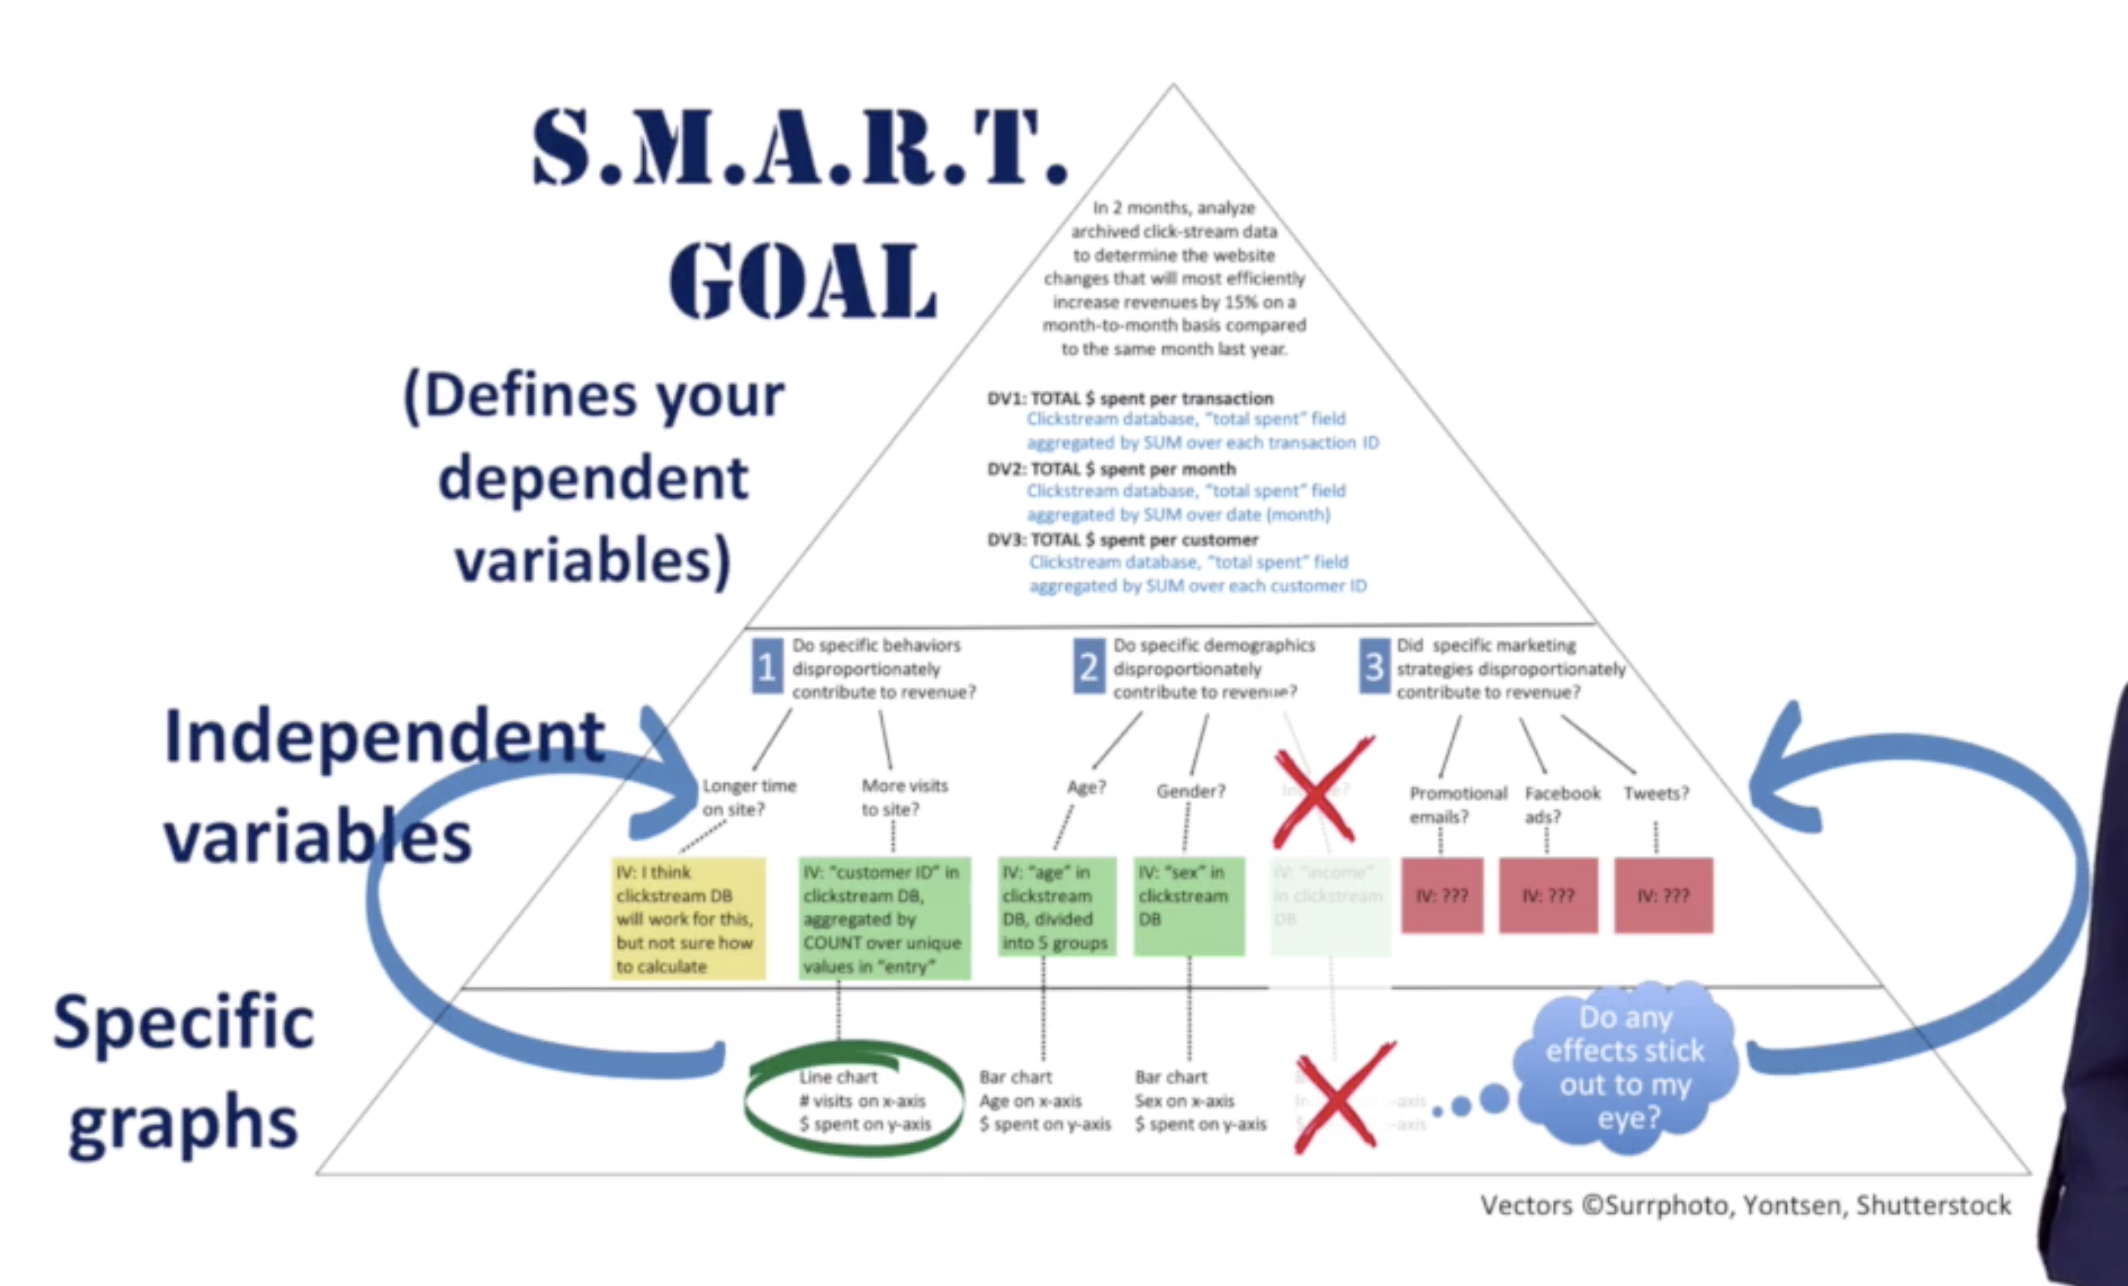 S.M.A.R.T.
GOAL
(Defines your
dependent
variables)
In 2 months, analyze
archived click-stream data
to determine the website
changes that will most efficiently
increase revenues by 15% on a
month-to-month basis compared
to the same month last year.
DV1: TOTAL $ spent per transaction
Clickstream database, "total spent" field
aggregated by SUM over each transaction ID
DV2: TOTAL $ spent per month
Clickstream database, "total spent" field
aggregated by SUM over date (month)
DV3: TOTAL $ spent per customer
Clickstream database, "total spent" field
aggregated by SUM over each customer ID
Independent
variables
1
Do specific behaviors
disproportionately
contribute to revenue?
2
Do specific demographics
disproportionately
contribute to revenue?
3
Did specific marketing
strategies disproportionately
contribute to revenue?
Longer time
on site?
More visits
to site?
Age?
Gender?
Promotional
emails?
Facebook
ads?
Tweets?
IV: I think
clickstream DB
will work for this,
but not sure how
to calculate
IV: "customer ID" in
clickstream DB,
aggregated by
COUNT over unique
values in "entry"
IV: "age" in
clickstream
DB, divided
into 5 groups
IV: "sex" in
clickstream
DB
IV: "income"
in clickstream
DB
IV: ???
IV: ???
IV: ???
Specific
graphs
Line chart
# visits on x-axis
$ spent on y-axis
Bar chart
Age on x-axis
$ spent on y-axis
Bar chart
Sex on x-axis
$ spent on y-axis
-axis
-axis
Do any
effects stick
out to my
eye?
Vectors ©Surrphoto, Yontsen, Shutterstock